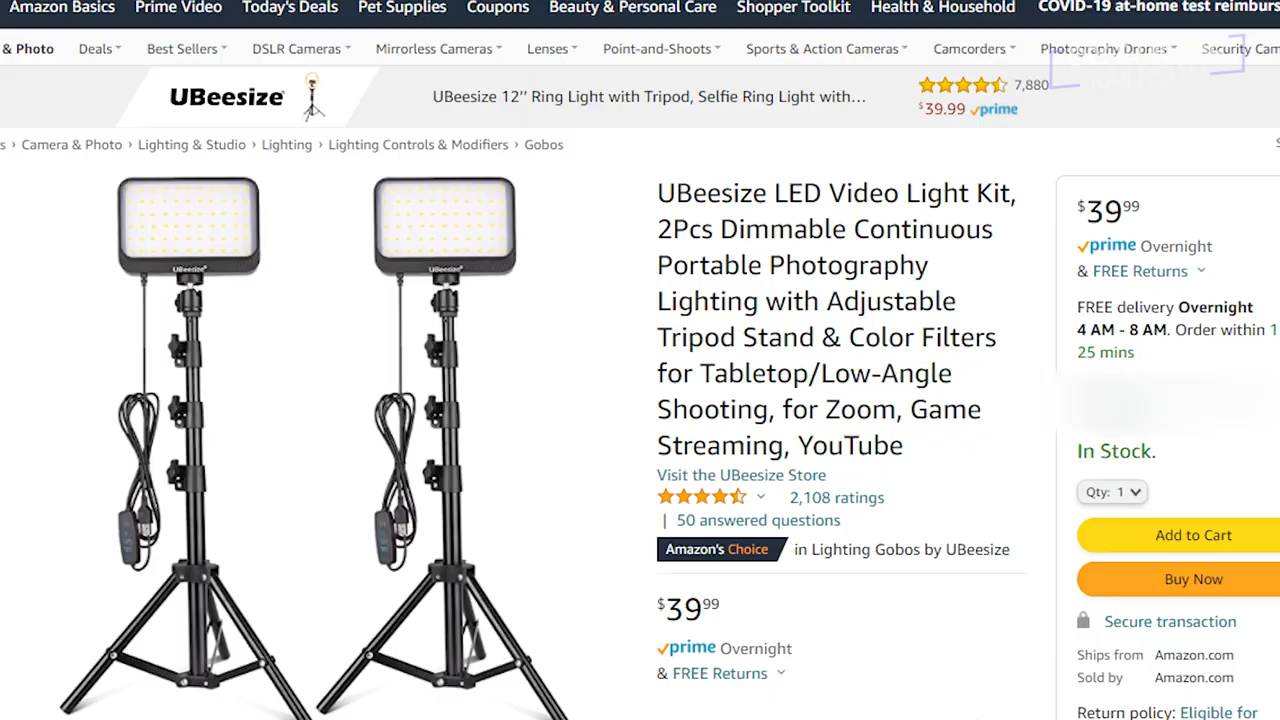 Amazon Basics Prime Video Today's Deals Pet Supplies Coupons Beauty & Personal Care Shopper Toolkit Health & Household COVID-19 at-home test reimburs
& Photo Deals Best Sellers DSLR Cameras Mirrorless Cameras Lenses Point-and-Shoots Sports & Action Cameras Camcorders Photography Drones Security Cam
UBeesize UBeesize 12’’ Ring Light with Tripod, Selfie Ring Light with… 7,880
$39.99 prime
s › Camera & Photo › Lighting & Studio › Lighting › Lighting Controls & Modifiers › Gobos
UBeesize
UBeesize
UBeesize LED Video Light Kit,
2Pcs Dimmable Continuous
Portable Photography
Lighting with Adjustable
Tripod Stand & Color Filters
for Tabletop/Low-Angle
Shooting, for Zoom, Game
Streaming, YouTube
Visit the UBeesize Store
2,108 ratings
| 50 answered questions
Amazon's Choice in Lighting Gobos by UBeesize
$39 99
prime Overnight
& FREE Returns
$39 99
prime Overnight
& FREE Returns
FREE delivery Overnight
4 AM - 8 AM. Order within 1
25 mins
In Stock.
Qty: 1
Add to Cart
Buy Now
Secure transaction
Ships from Amazon.com
Sold by Amazon.com
Return policy: Eligible for